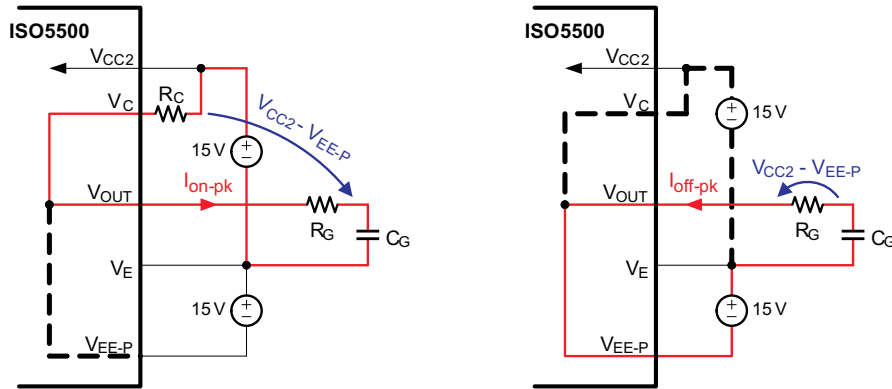 ISO5500
VCC2
RC
VC
VCC2 - VEE-P
15 V
VOUT
Ion-pk
RG
CG
VE
15 V
VEE-P
ISO5500
VCC2
VC
15 V
VCC2 - VEE-P
VOUT
Ioff-pk
RG
CG
VE
15 V
VEE-P